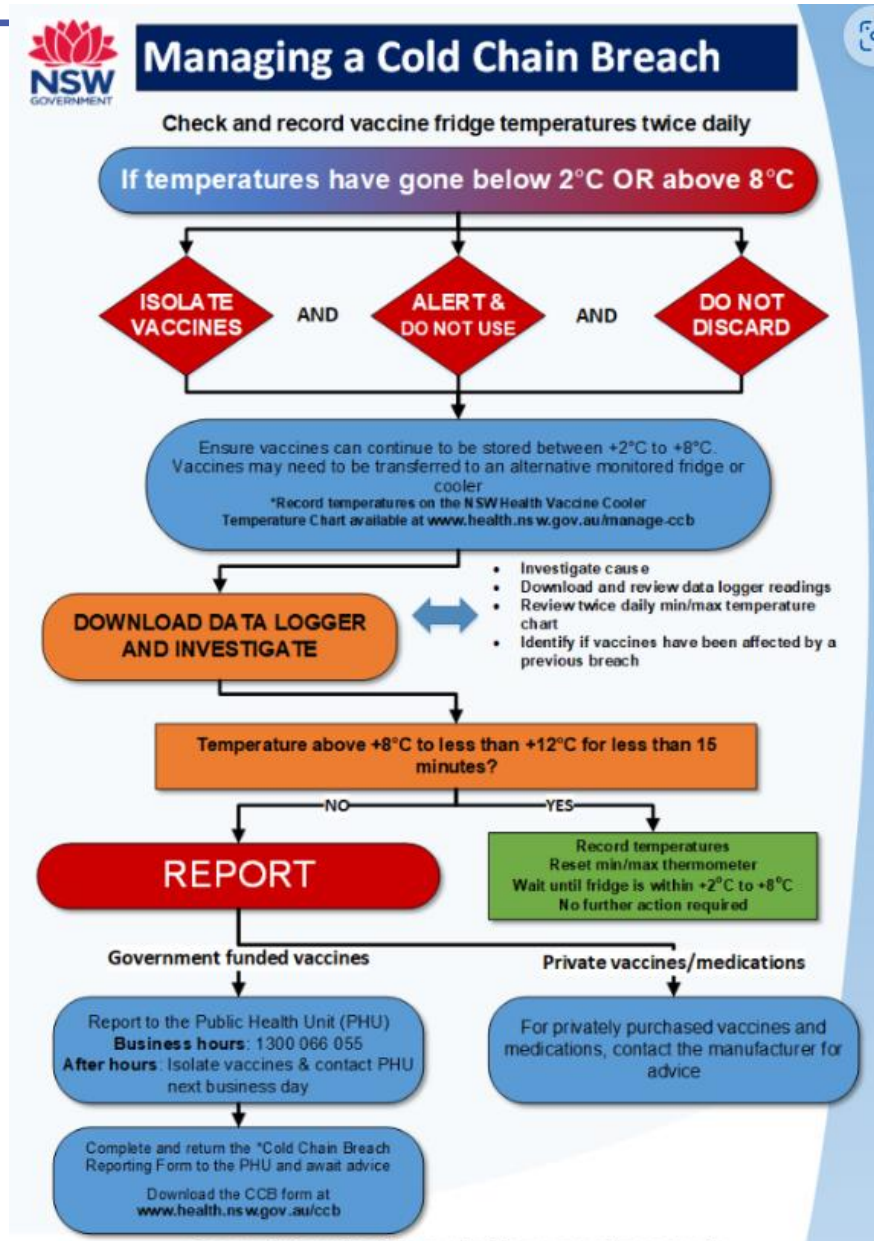 NSW
GOVERNMENT
Managing a Cold Chain Breach
Check and record vaccine fridge temperatures twice daily
If temperatures have gone below 2°C OR above 8°C
ISOLATE
VACCINES
AND
ALERT &
DO NOT USE
AND
DO NOT
DISCARD
Ensure vaccines can continue to be stored between +2°C to +8°C.
Vaccines may need to be transferred to an alternative monitored fridge or
cooler
*Record temperatures on the NSW Health Vaccine Cooler
Temperature Chart available at www.health.nsw.gov.au/manage-ccb
DOWNLOAD DATA LOGGER
AND INVESTIGATE
• Investigate cause
• Download and review data logger readings
• Review twice daily min/max temperature
chart
• Identify if vaccines have been affected by a
previous breach
Temperature above +8°C to less than +12°C for less than 15
minutes?
NO
YES
REPORT
Record temperatures
Reset min/max thermometer
Wait until fridge is within +2°C to +8°C
No further action required
Government funded vaccines
Private vaccines/medications
Report to the Public Health Unit (PHU)
Business hours: 1300 066 055
After hours: Isolate vaccines & contact PHU
next business day
For privately purchased vaccines and
medications, contact the manufacturer for
advice
Complete and return the *Cold Chain Breach
Reporting Form to the PHU and await advice
Download the CCB form at
www.health.nsw.gov.au/ccb